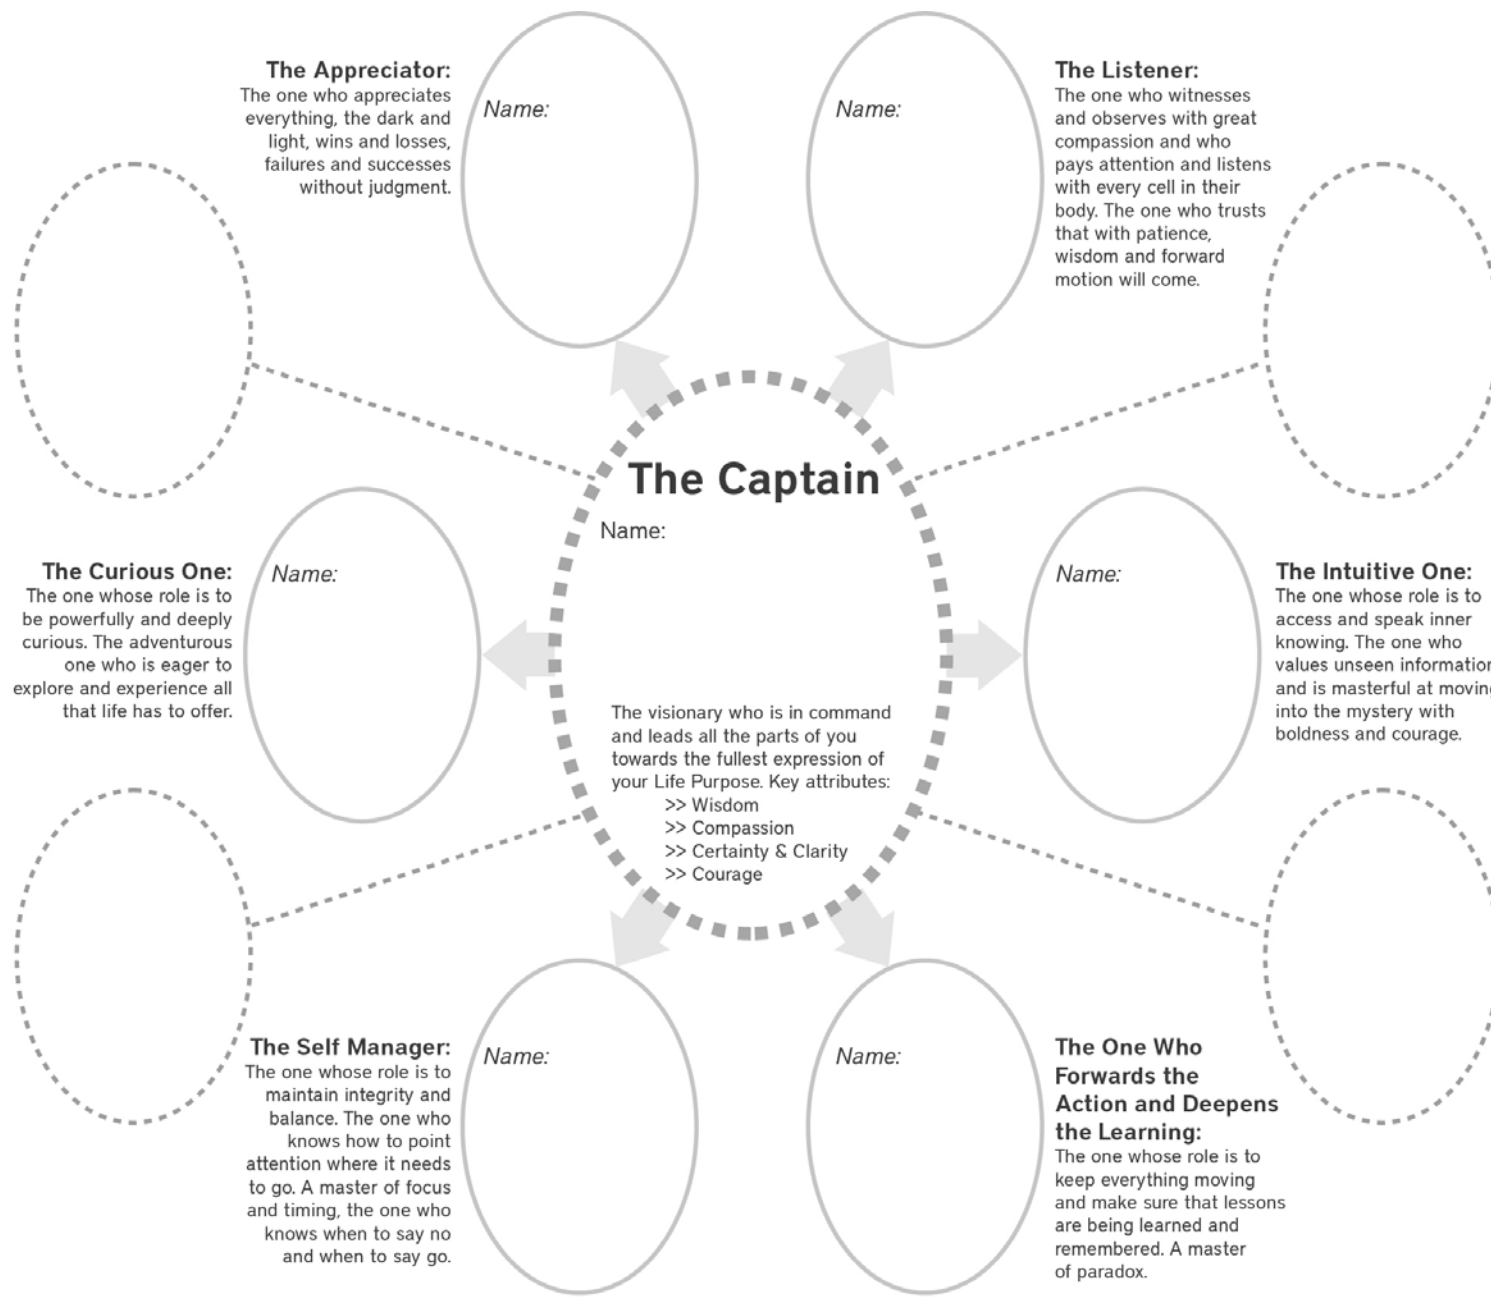 The Appreciator:
The one who appreciates
everything, the dark and
light, wins and losses,
failures and successes
without judgment.
Name:
Name:
The Listener:
The one who witnesses
and observes with great
compassion and who
pays attention and listens
with every cell in their
body. The one who trusts
that with patience,
wisdom and forward
motion will come.
The Captain
Name:
The visionary who is in command
and leads all the parts of you
towards the fullest expression of
your Life Purpose. Key attributes:
>> Wisdom
>> Compassion
>> Certainty & Clarity
>> Courage
The Curious One:
The one whose role is to
be powerfully and deeply
curious. The adventurous
one who is eager to
explore and experience all
that life has to offer.
Name:
Name:
The Intuitive One:
The one whose role is to
access and speak inner
knowing. The one who
values unseen information
and is masterful at moving
into the mystery with
boldness and courage.
The Self Manager:
The one whose role is to
maintain integrity and
balance. The one who
knows how to point
attention where it needs
to go. A master of focus
and timing, the one who
knows when to say no
and when to say go.
Name:
Name:
The One Who
Forwards the
Action and Deepens
the Learning:
The one whose role is to
keep everything moving
and make sure that lessons
are being learned and
remembered. A master
of paradox.